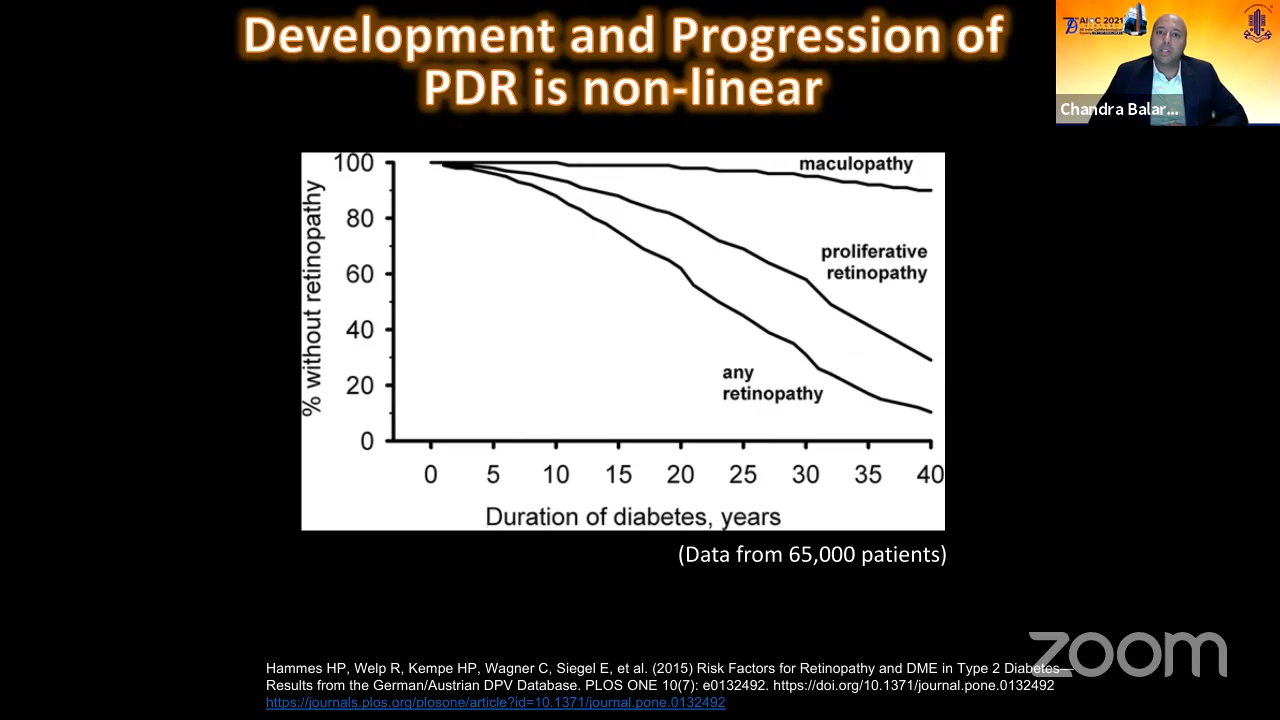 Development and Progression of
PDR is non-linear
AIOC 2021
Chandra Balar...
% without retinopathy
100
80
60
40
20
0
maculopathy
proliferative
retinopathy
any
retinopathy
0 5 10 15 20 25 30 35 40
Duration of diabetes, years
(Data from 65,000 patients)
zoom
Hammes HP, Welp R, Kempe HP, Wagner C, Siegel E, et al. (2015) Risk Factors for Retinopathy and DME in Type 2 Diabetes—
Results from the German/Austrian DPV Database. PLOS ONE 10(7): e0132492. https://doi.org/10.1371/journal.pone.0132492
https://journals.plos.org/plosone/article?id=10.1371/journal.pone.0132492